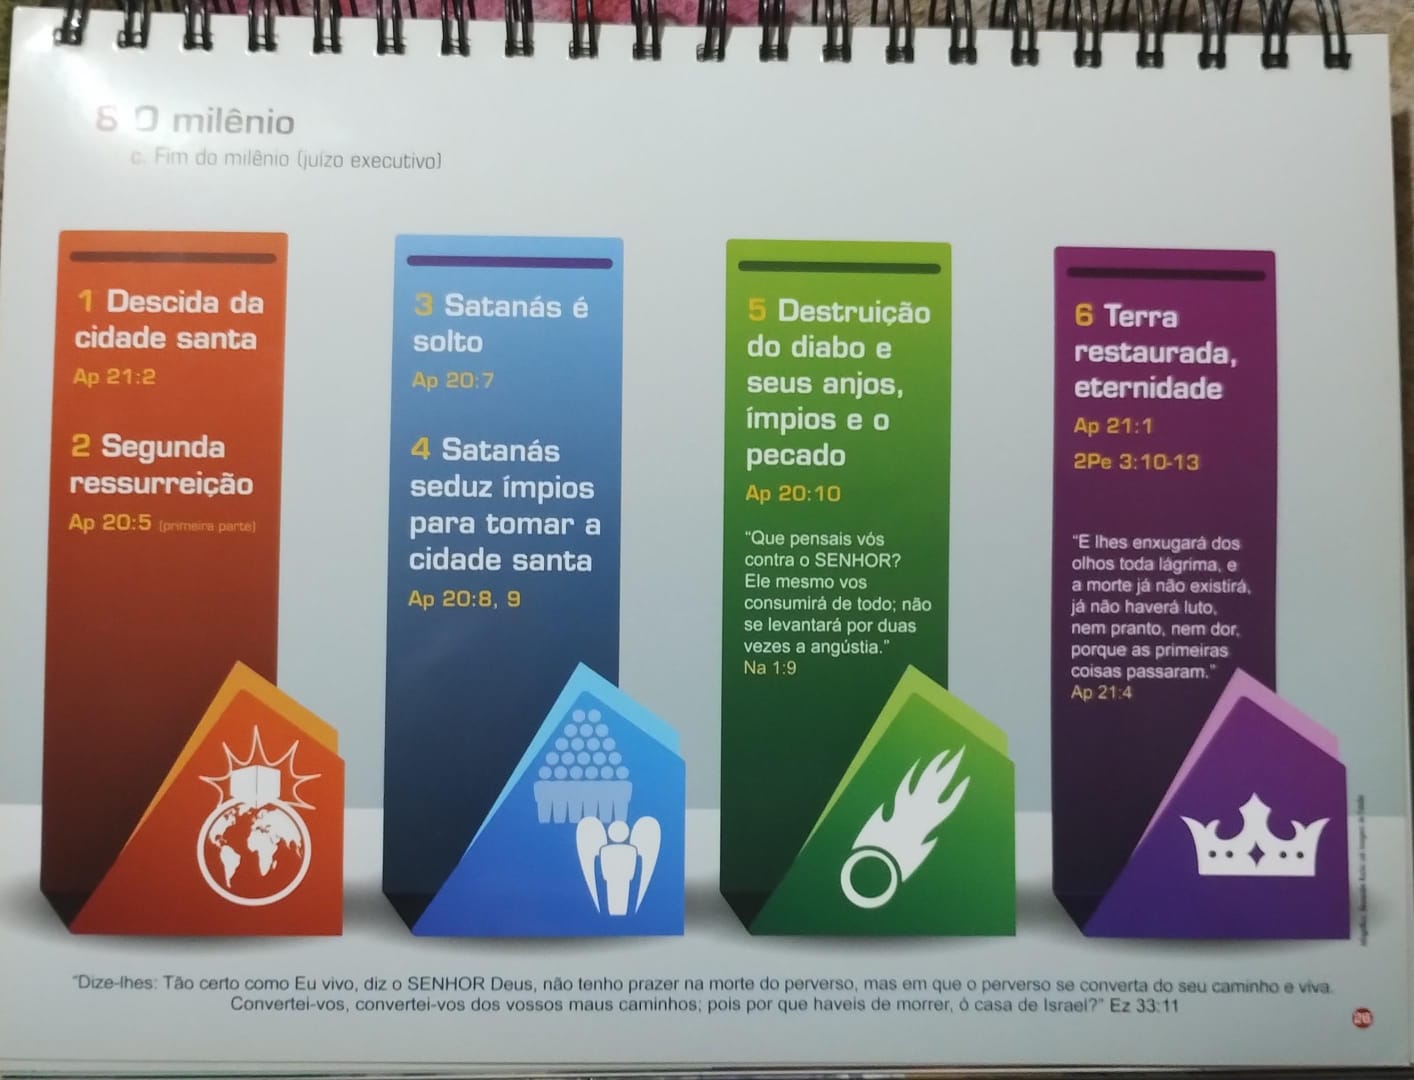 6 O milênio
c. Fim do milênio (juízo executivo)
1 Descida da
cidade santa
Ap 21:2
2 Segunda
ressurreição
Ap 20:5 (primeira parte)
3 Satanás é
solto
Ap 20:7
4 Satanás
seduz ímpios
para tomar a
cidade santa
Ap 20:8, 9
5 Destruição
do diabo e
seus anjos,
ímpios e o
pecado
Ap 20:10
“Que pensais vós
contra o SENHOR?
Ele mesmo vos
consumirá de todo; não
se levantará por duas
vezes a angústia.”
Na 1:9
6 Terra
restaurada,
eternidade
Ap 21:1
2Pe 3:10-13
“E lhes enxugará dos
olhos toda lágrima, e
a morte já não existirá,
já não haverá luto,
nem pranto, nem dor,
porque as primeiras
coisas passaram.”
Ap 21:4
“Dize-lhes: Tão certo como Eu vivo, diz o SENHOR Deus, não tenho prazer na morte do perverso, mas em que o perverso se converta do seu caminho e viva.
Convertei-vos, convertei-vos dos vossos maus caminhos; pois por que haveis de morrer, ó casa de Israel?” Ez 33:11
26